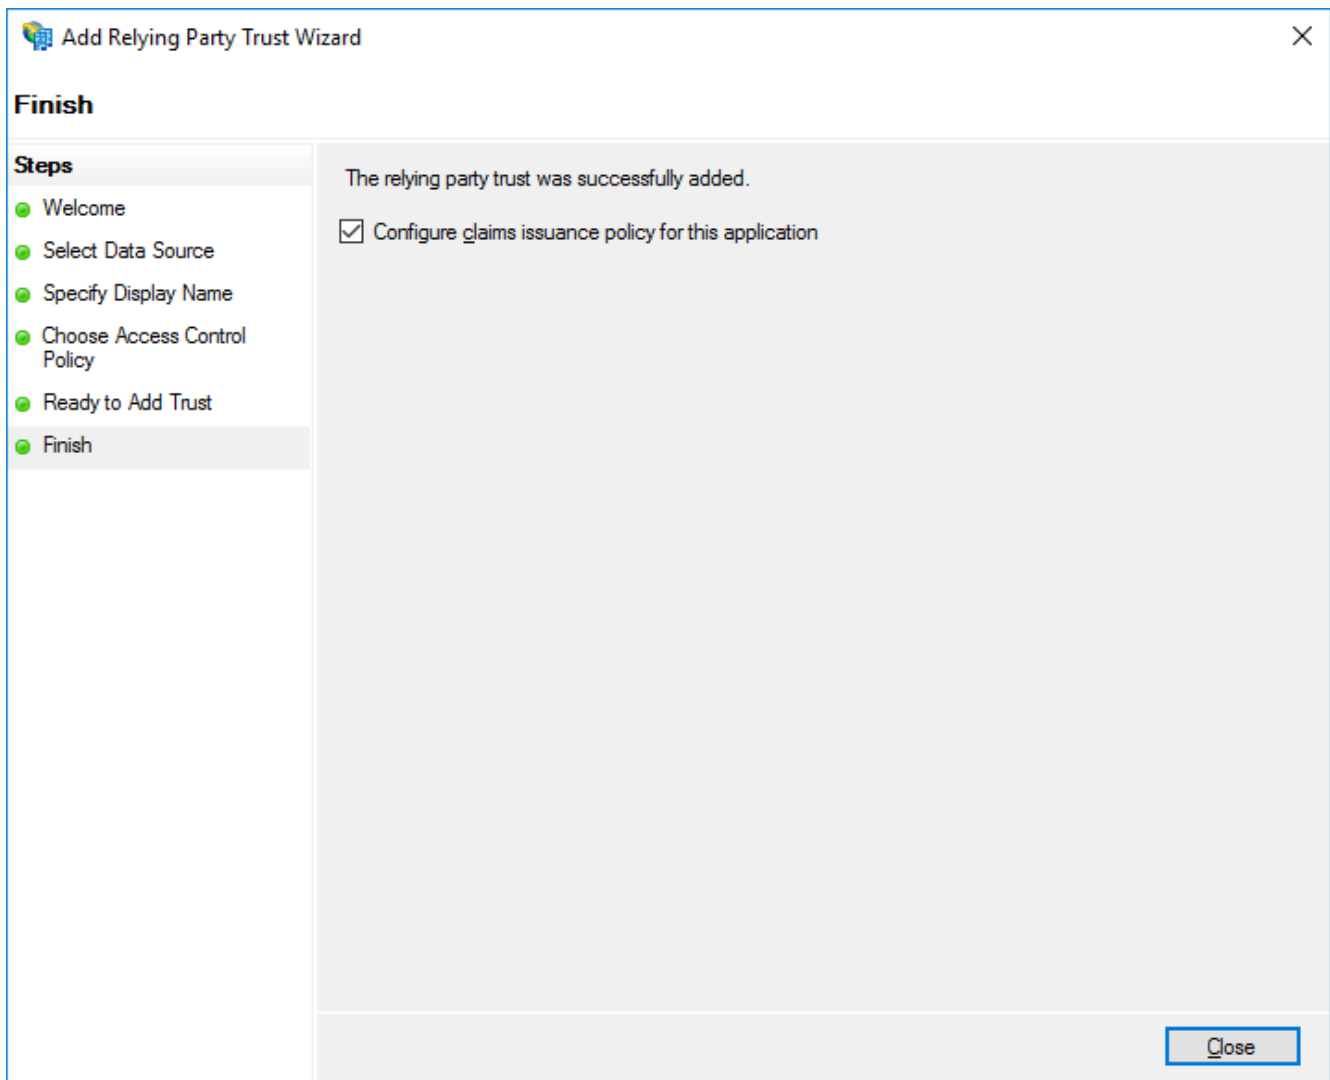 Add Relying Party Trust Wizard
Finish
Steps
Welcome
Select Data Source
Specify Display Name
Choose Access Control
Policy
Ready to Add Trust
Finish
The relying party trust was successfully added.
Configure claims issuance policy for this application
Close